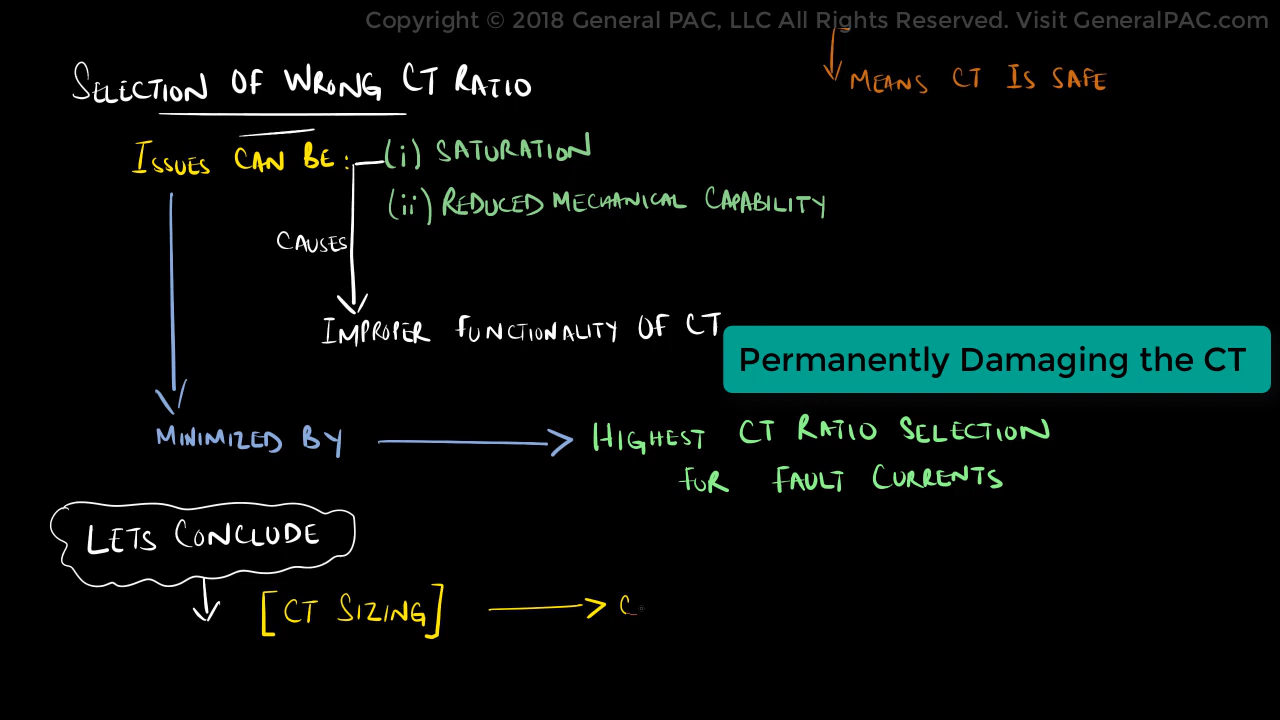 Copyright © 2018 General PAC, LLC All Rights Reserved. Visit GeneralPAC.com
MEANS CT IS SAFE
SELECTION OF WRONG CT RATIO
ISSUES CAN BE: (i) SATURATION
(ii) REDUCED MECHANICAL CAPABILITY
CAUSES
IMPROPER FUNCTIONALITY OF CT
Permanently Damaging the CT
MINIMIZED BY HIGHEST CT RATIO SELECTION
FOR FAULT CURRENTS
LETS CONCLUDE
[CT SIZING] C